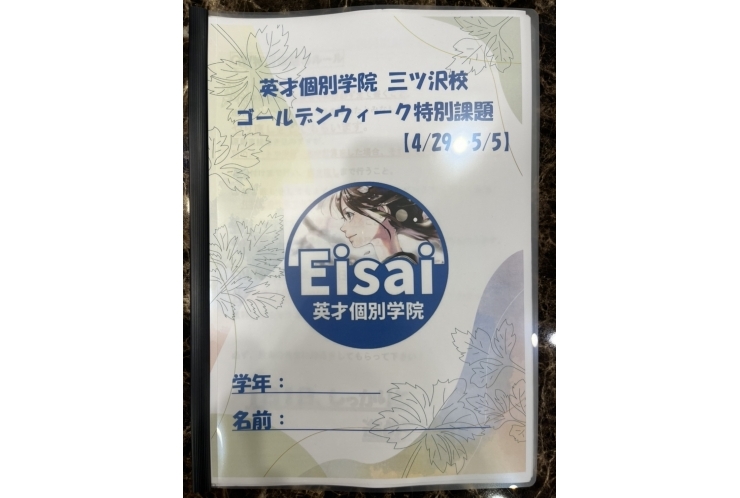 英才個別学院 三ツ沢校
ゴールデンウィーク特別課題
【4/29～5/5】
Eisai
英才個別学院
学年：
名前：